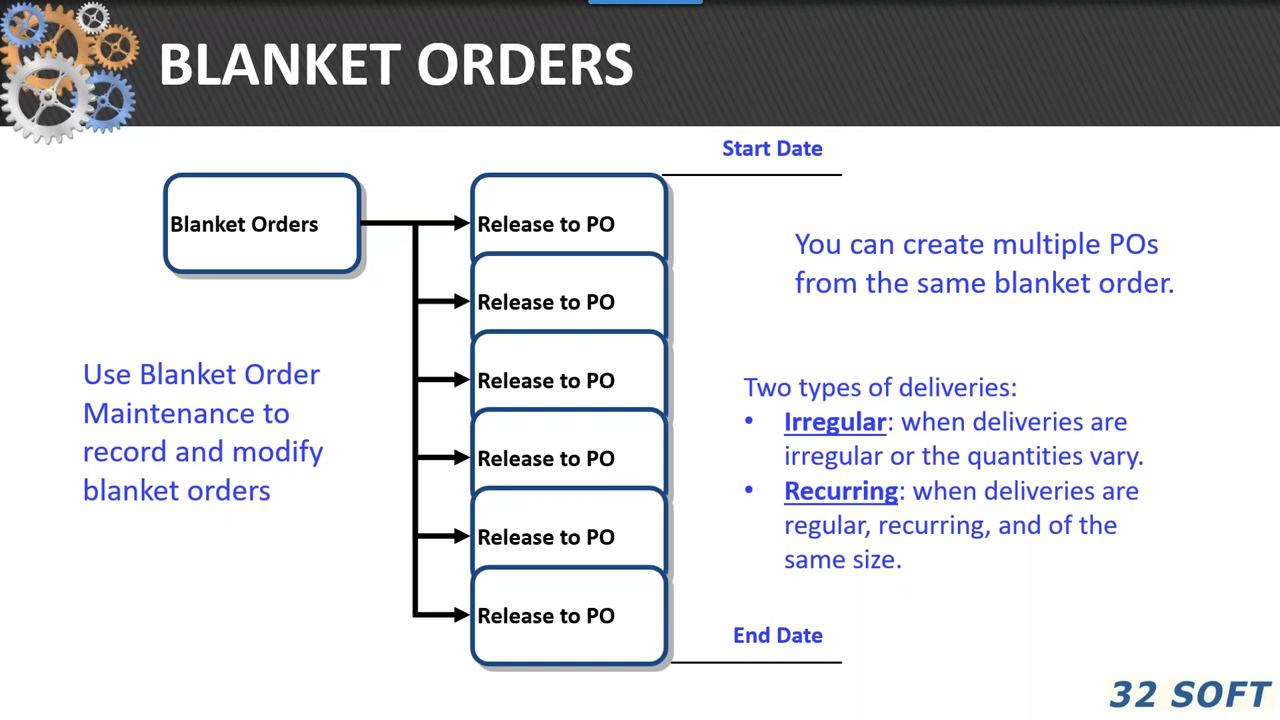 BLANKET ORDERS
Start Date
Blanket Orders
Release to PO
Release to PO
Release to PO
Release to PO
Release to PO
Release to PO
You can create multiple POs
from the same blanket order.
Use Blanket Order
Maintenance to
record and modify
blanket orders
Two types of deliveries:
• Irregular: when deliveries are
irregular or the quantities vary.
• Recurring: when deliveries are
regular, recurring, and of the
same size.
End Date
32 SOFT